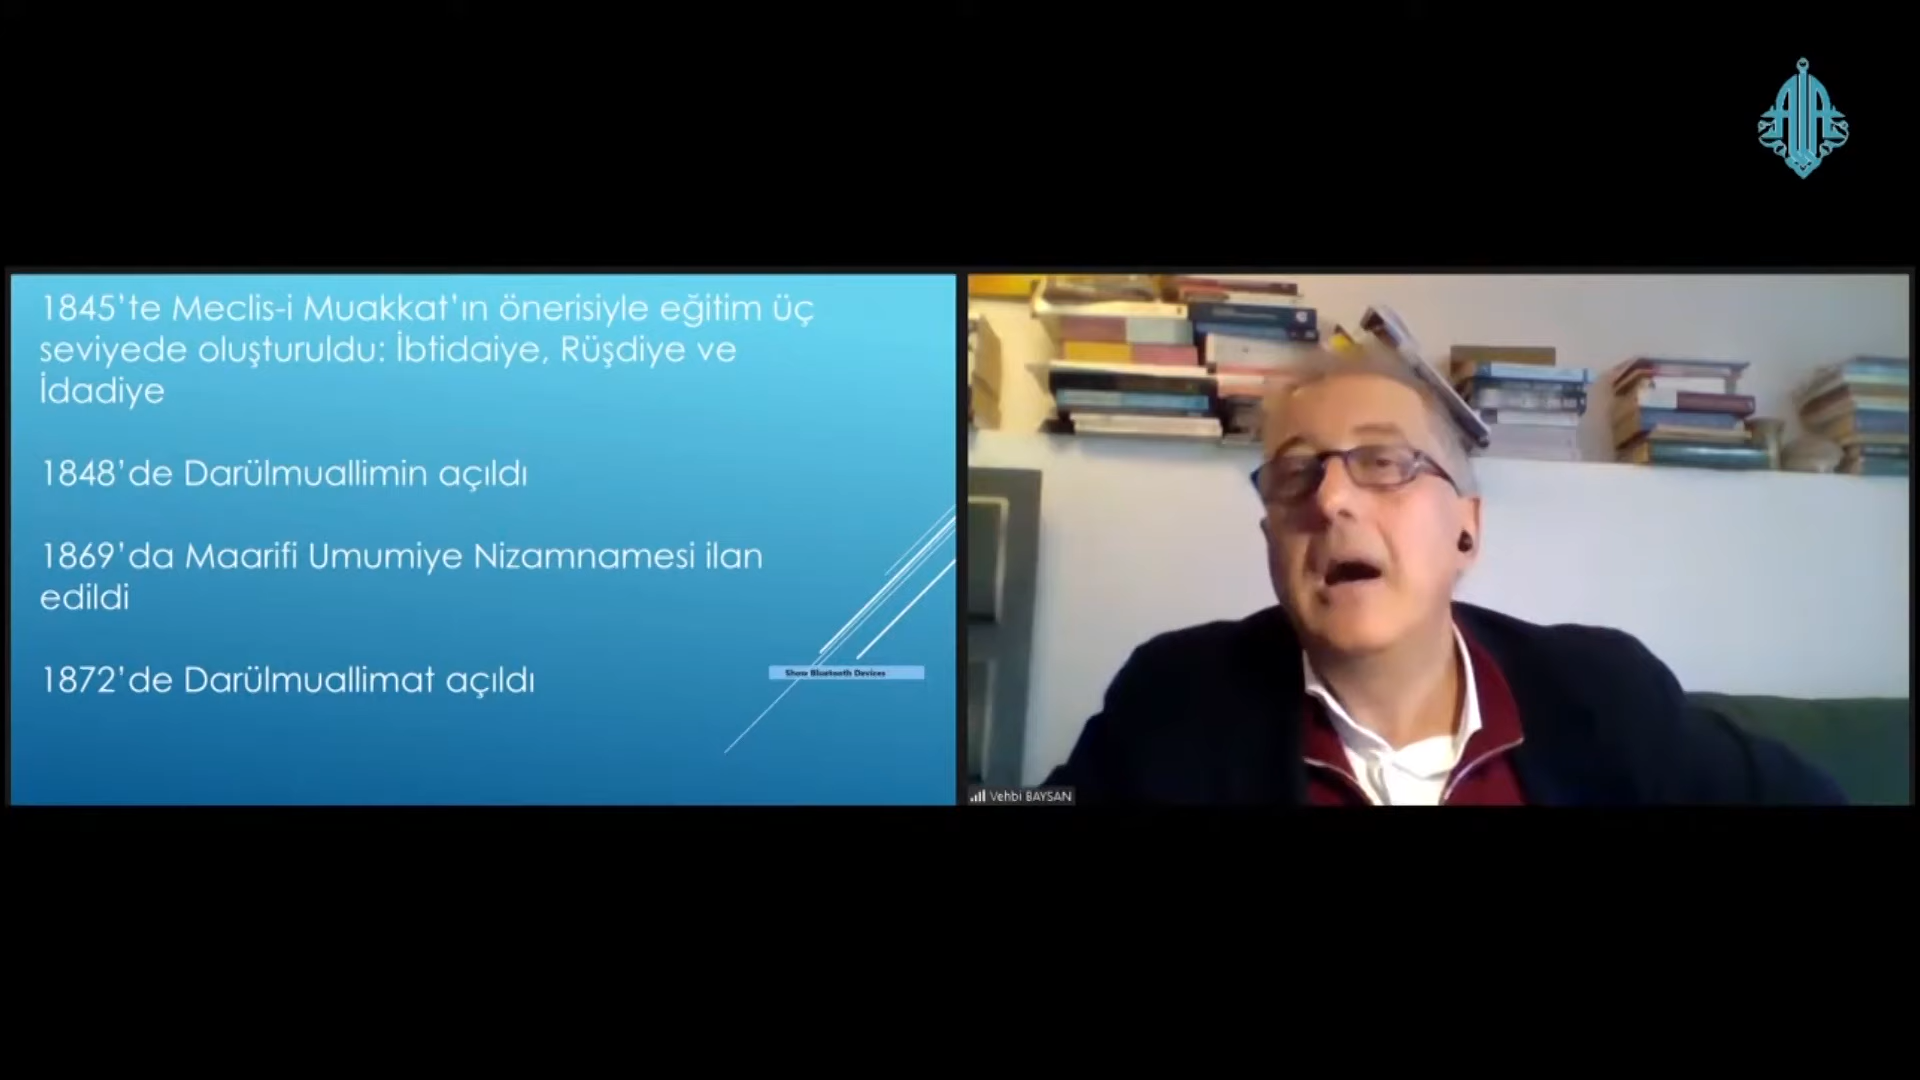 1845’te Meclis-i Muakkat’ın önerisiyle eğitim üç
seviyede oluşturuldu: İbtidaiye, Rüşdiye ve
İdadiye
1848’de Darülmuallimin açıldı
1869’da Maarifi Umumiye Nizamnamesi ilan
edildi
1872’de Darülmuallimat açıldı
Show Bluetooth Devices
Vehbi BAYSAN